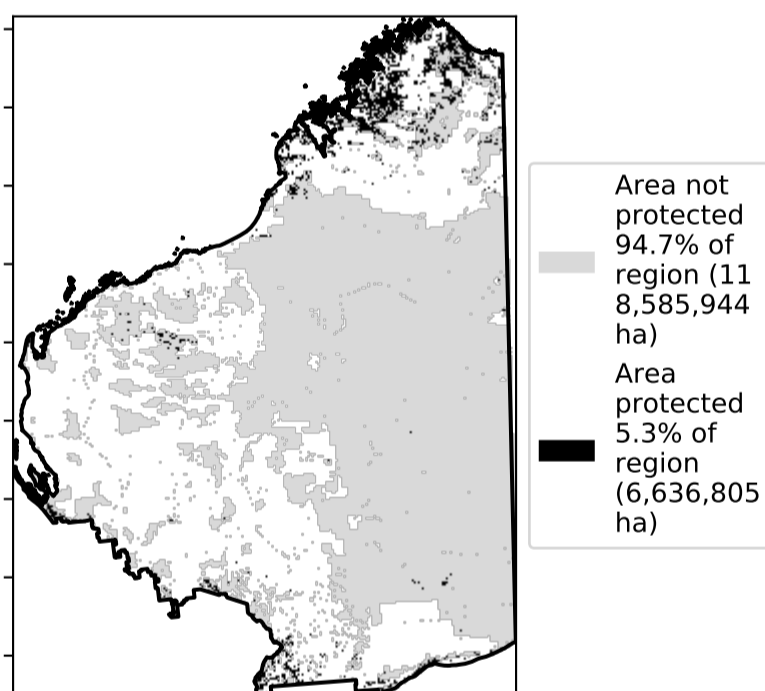 Area not
protected
94.7% of
region (11
8,585,944
ha)
Area
protected
5.3% of
region
(6,636,805
ha)